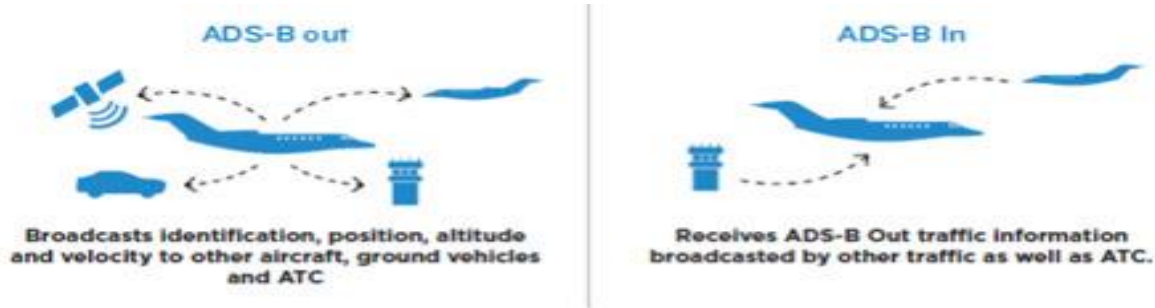 ADS-B out
Broadcasts identification, position, altitude
and velocity to other aircraft, ground vehicles
and ATC
ADS-B In
Receives ADS-B Out traffic information
broadcasted by other traffic as well as ATC.